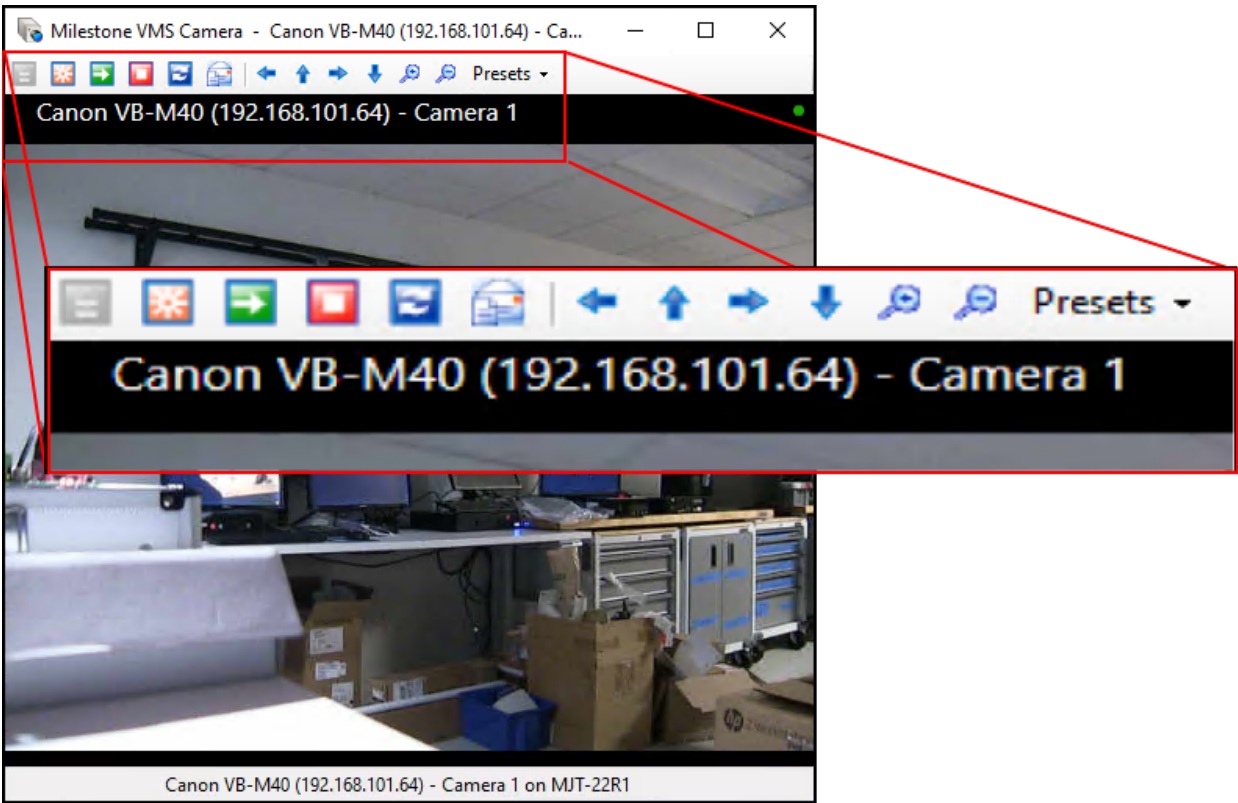 Milestone VMS Camera - Canon VB-M40 (192.168.101.64) - Ca...
Presets
Canon VB-M40 (192.168.101.64) - Camera 1
Presets
Canon VB-M40 (192.168.101.64) - Camera 1
hp
Canon VB-M40 (192.168.101.64) - Camera 1 on MJT-22R1